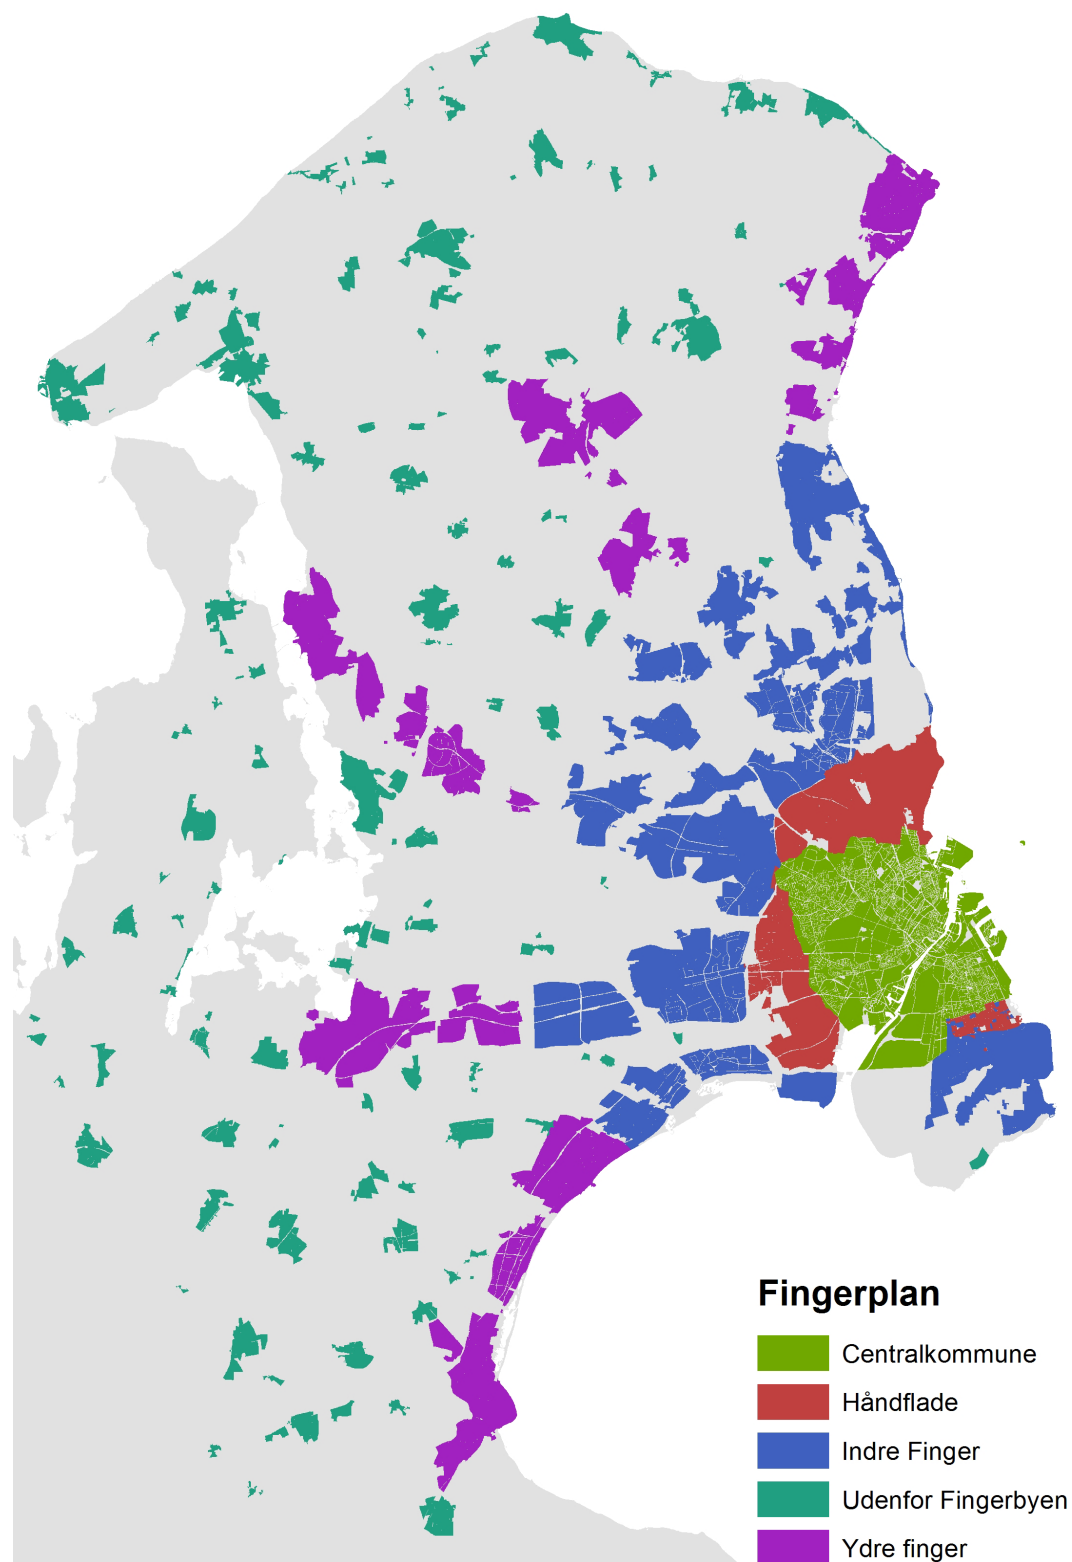 Fingerplan
Centralkommune
Håndflade
Indre Finger
Udenfor Fingerbyen
Ydre finger